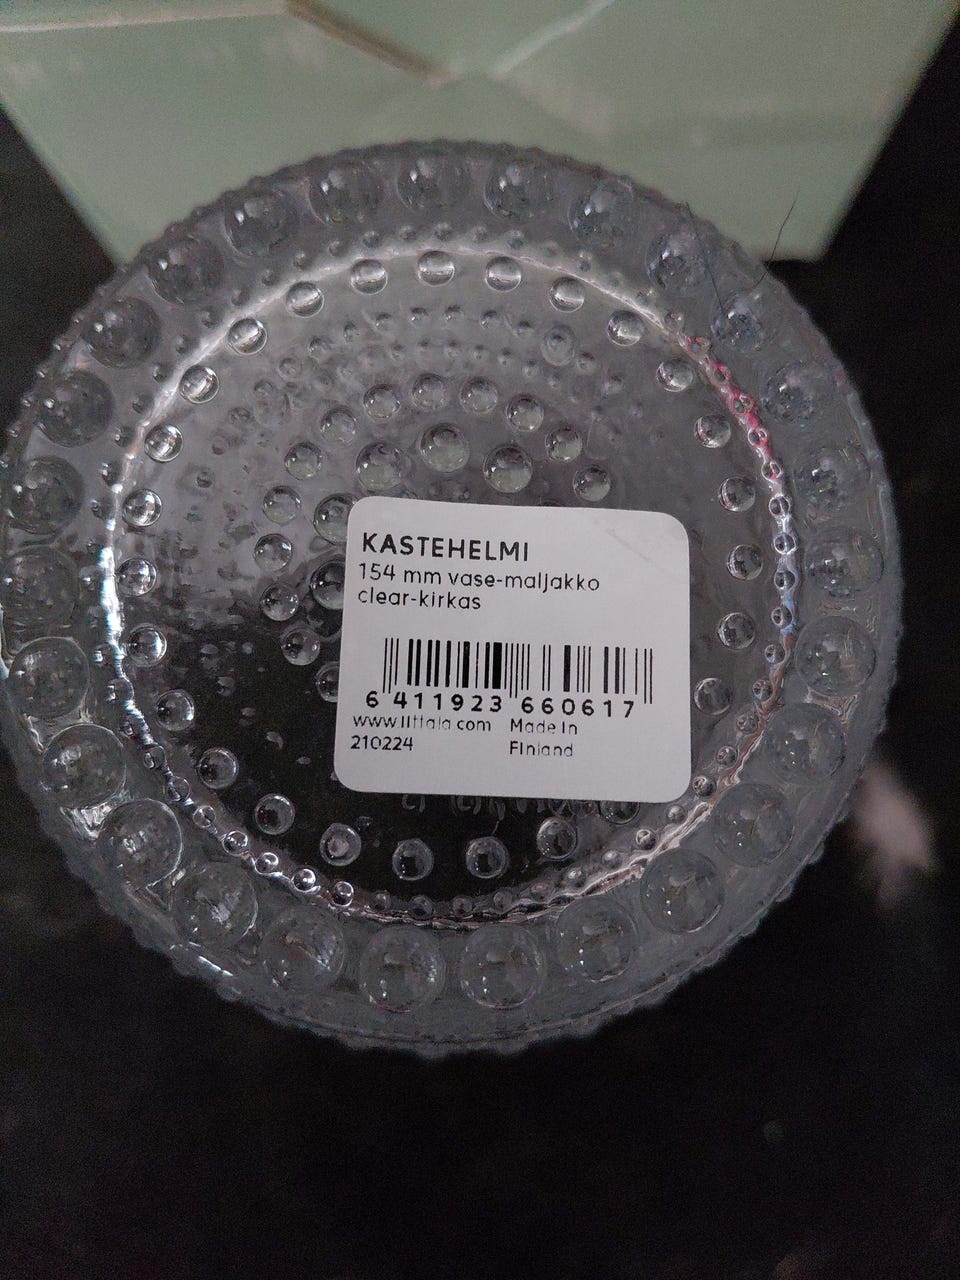 KASTEHELMI
154 mm vase-maljakko
clear-kirkas
6 411923 660617
www.iittala.com Made in
210224 Finland